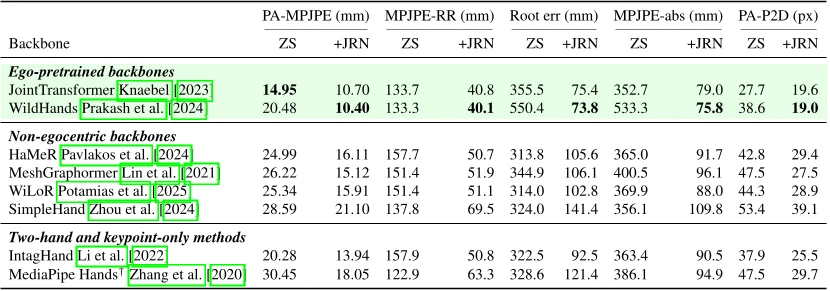 PA-MPJPE (mm) MPJPE-RR (mm) Root err (mm) MPJPE-abs (mm) PA-P2D (px)
Backbone ZS +JRN ZS +JRN ZS +JRN ZS +JRN ZS +JRN
Ego-pretrained backbones
JointTransformer Knaebel [2023] 14.95 10.70 133.7 40.8 355.5 75.4 352.7 79.0 27.7 19.6
WildHands Prakash et al. [2024] 20.48 10.40 133.3 40.1 550.4 73.8 533.3 75.8 38.6 19.0
Non-egocentric backbones
HaMeR Pavlakos et al. [2024] 24.99 16.11 157.7 50.7 313.8 105.6 365.0 91.7 42.8 29.4
MeshGraphormer Lin et al. [2021] 26.22 15.12 151.4 51.9 344.9 106.1 400.5 96.1 47.5 27.5
WiLoR Potamias et al. [2025 25.34 15.91 151.4 51.1 314.0 102.8 369.9 88.0 44.3 28.9
SimpleHand Zhou et al. [2024] 28.59 21.10 137.8 69.5 324.0 141.4 356.1 109.8 53.4 39.1
Two-hand and keypoint-only methods
IntagHand Li et al. [2022] 20.28 13.94 157.9 50.8 322.5 92.5 363.4 90.5 37.9 25.5
MediaPipe Hands† Zhang et al. [2020] 30.45 18.05 122.9 63.3 328.6 121.4 386.1 94.9 47.5 29.7